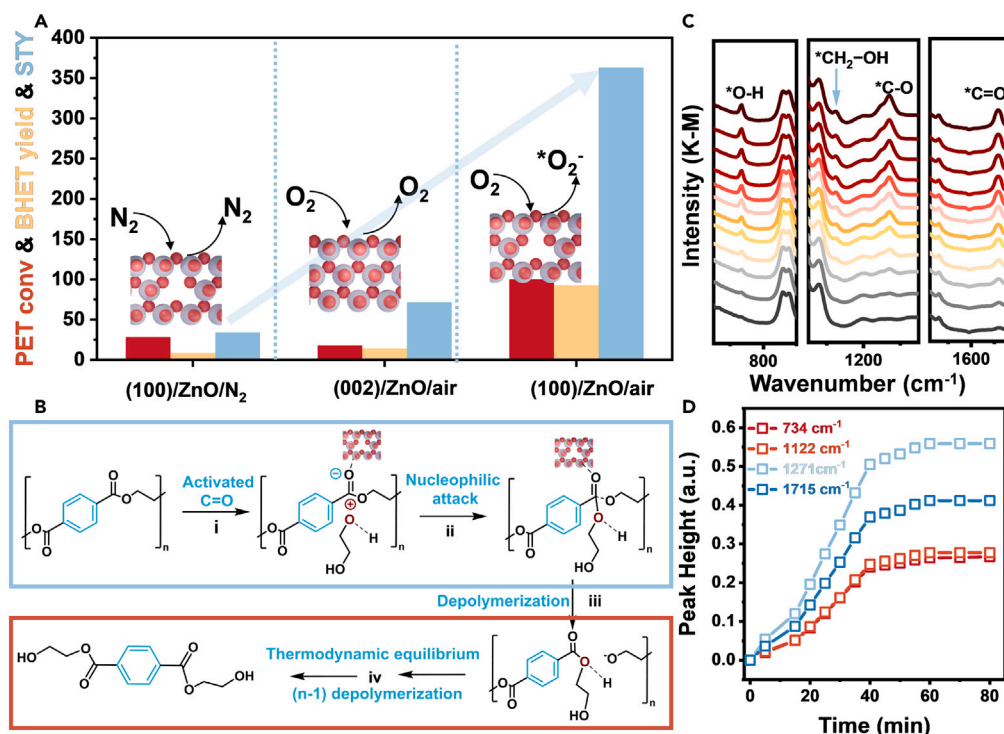 A
PET conv & BHET yield & STY
400
350
300
250
200
150
100
50
0
N2
N2
O2
O2
O2
*O2-
(100)/ZnO/N2
(002)/ZnO/air
(100)/ZnO/air
B
Activated
C=O
i
Nucleophilic
attack
ii
Depolymerization
iii
Thermodynamic equilibrium
iv
(n-1) depolymerization
O
O
O
O
n
O
O
O
O
O
H
HO
n
O
O
O
O
O
H
HO
n
HO
O
O
O
O
OH
O
O
O
O
H
-O
HO
n
C
Intensity (K-M)
*O-H
*CH2-OH
*C-O
*C=O
800
1200
1600
Wavenumber (cm-1)
D
Peak Height (a.u.)
0.6
0.5
0.4
0.3
0.2
0.1
0.0
734 cm-1
1122 cm-1
1271cm-1
1715 cm-1
0
20
40
60
80
Time (min)